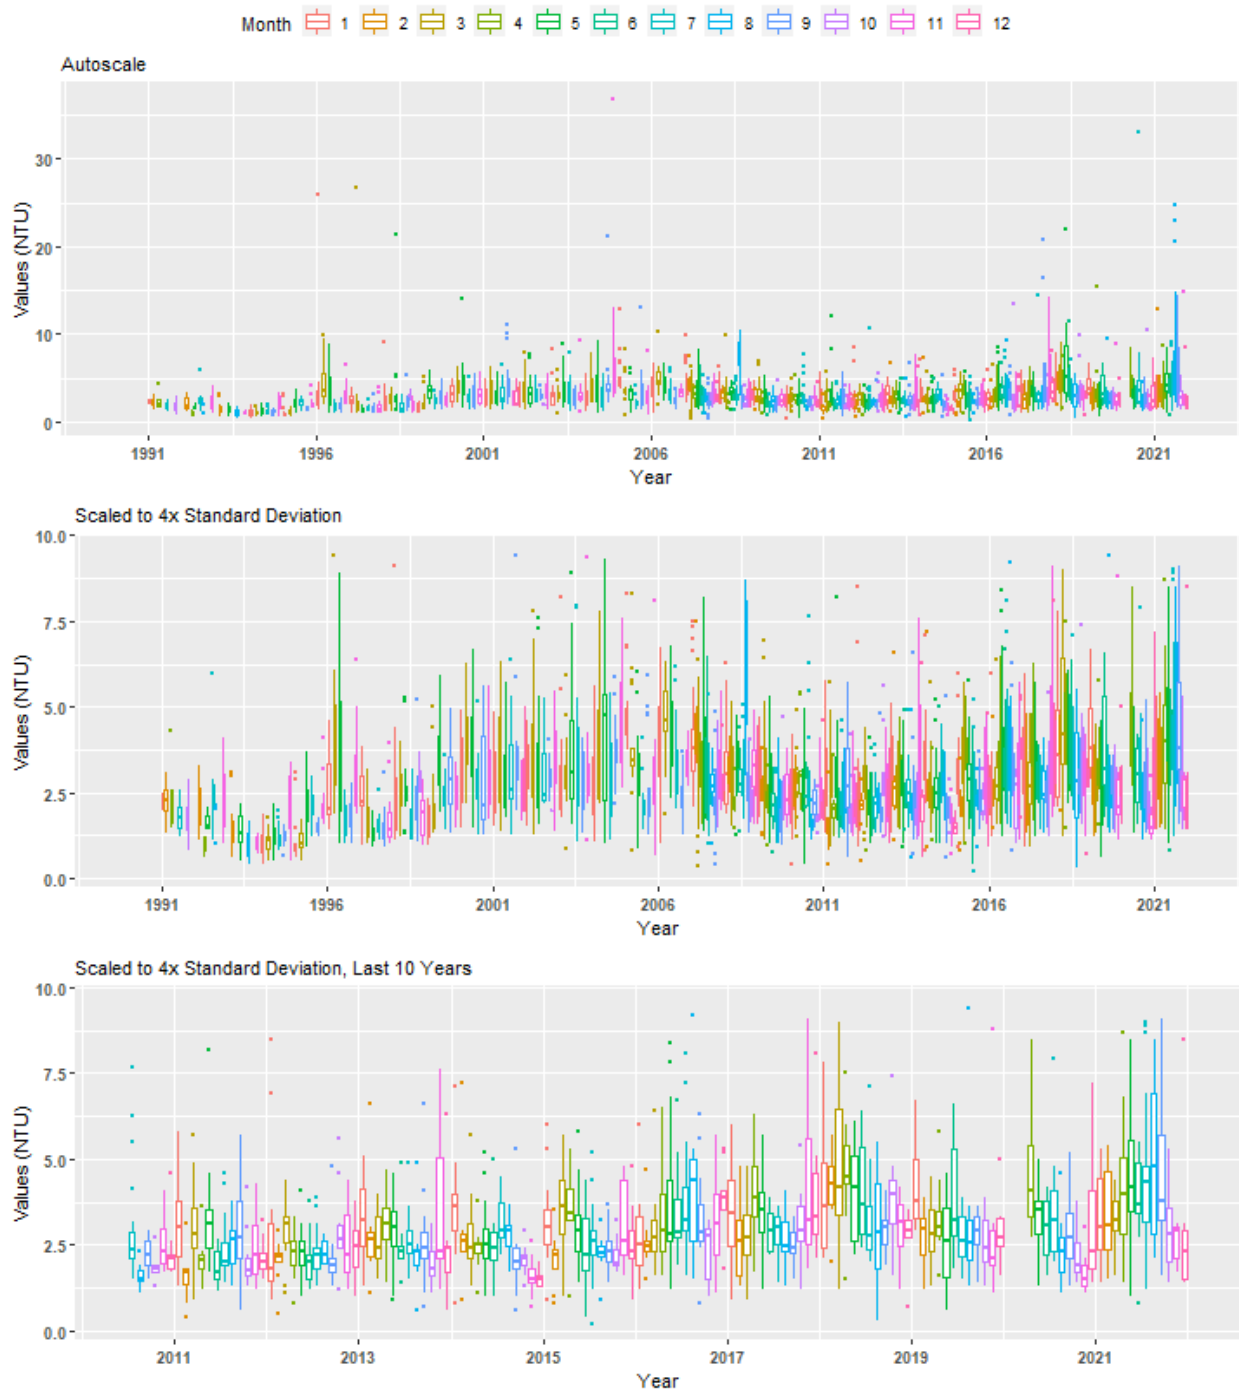 Month 1 2 3 4 5 6 7 8 9 10 11 12
Autoscale
Values (NTU)
30
20
10
0
1991 1996 2001 2006 2011 2016 2021
Year
Scaled to 4x Standard Deviation
Values (NTU)
10.0
7.5
5.0
2.5
0.0
1991 1996 2001 2006 2011 2016 2021
Year
Scaled to 4x Standard Deviation, Last 10 Years
Values (NTU)
10.0
7.5
5.0
2.5
0.0
2011 2013 2015 2017 2019 2021
Year